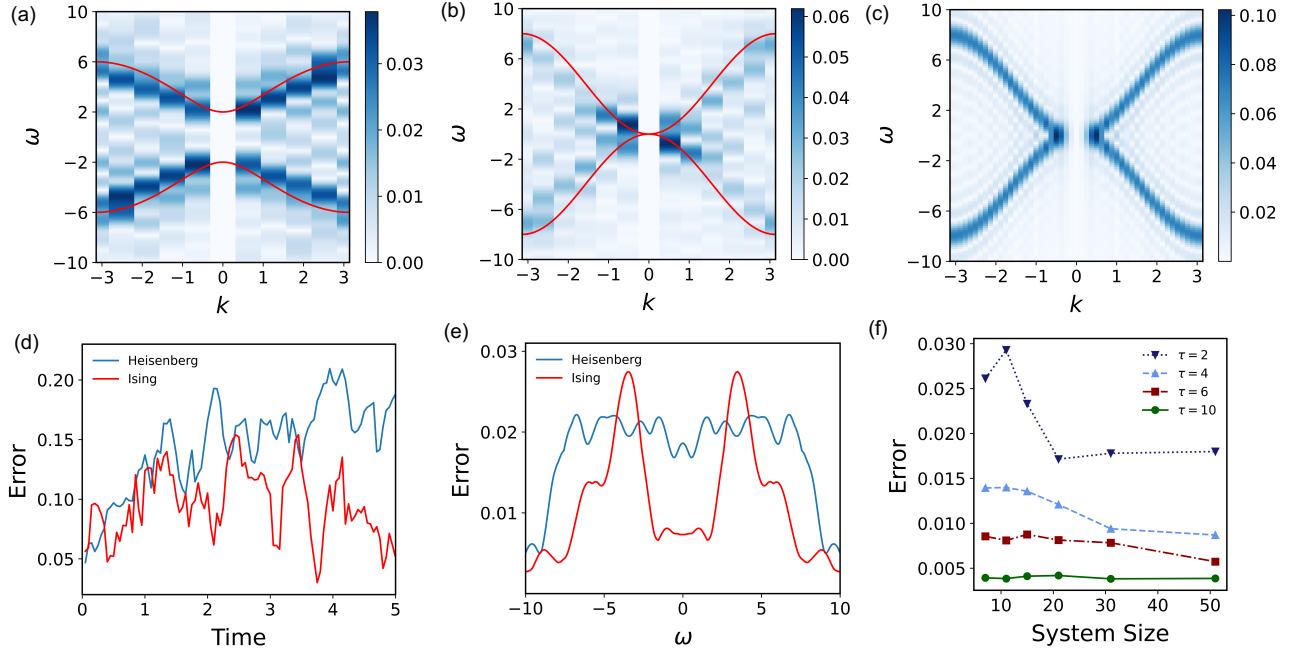 (a)
10
6
2
−2
−6
−10
ω
−3 −2 −1 0 1 2 3
k
0.03
0.02
0.01
0.00
(b)
10
6
2
−2
−6
−10
ω
−3 −2 −1 0 1 2 3
k
0.06
0.05
0.04
0.03
0.02
0.01
0.00
(c)
10
6
2
−2
−6
−10
ω
−3 −2 −1 0 1 2 3
k
0.10
0.08
0.06
0.04
0.02
(d)
Heisenberg
Ising
0.20
0.15
0.10
0.05
Error
0 1 2 3 4 5
Time
(e)
Heisenberg
Ising
0.03
0.02
0.01
Error
−10 −5 0 5 10
ω
(f)
τ = 2
τ = 4
τ = 6
τ = 10
0.030
0.025
0.020
0.015
0.010
0.005
Error
10 20 30 40 50
System Size